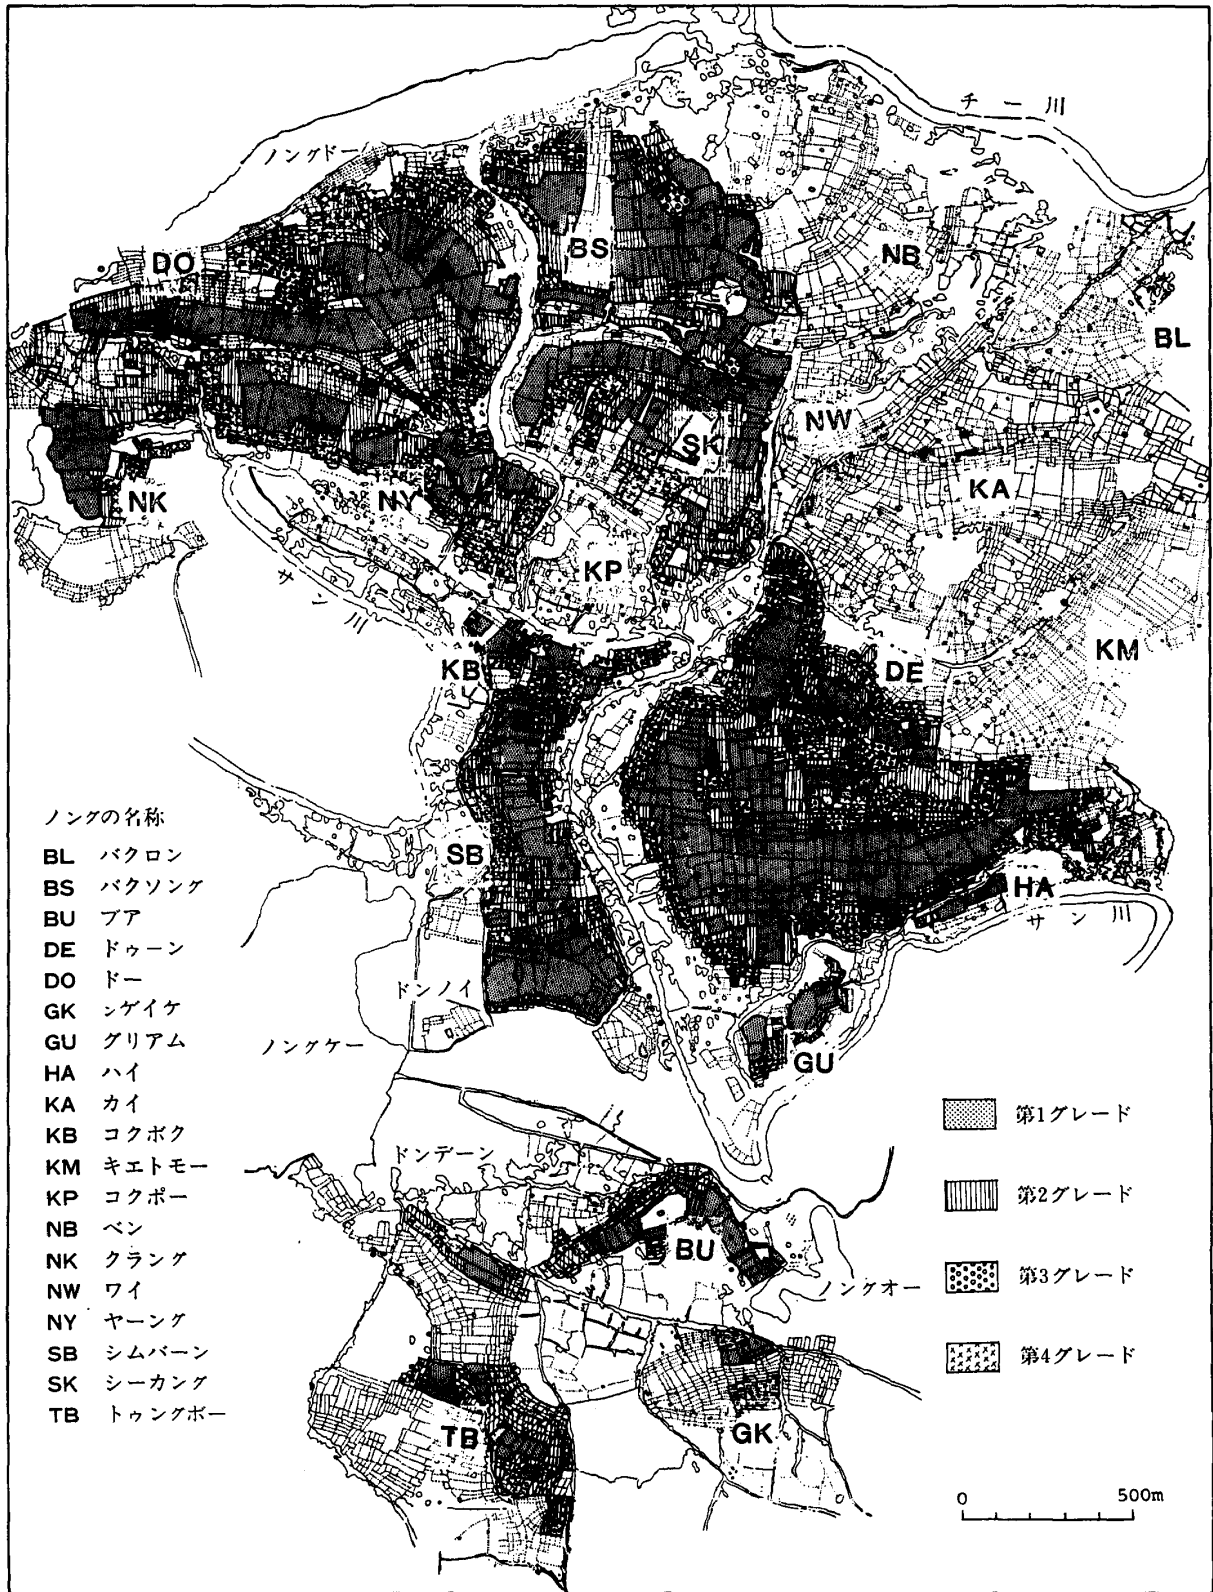 チー川
ノングドー
DO
BS
NB
BL
NW
SK
KA
NK
NY
KP
サン川
KB
DE
KM
SB
HA
サン川
ドンノイ
ノングケー
GU
ドンデーン
BU
ノングオー
TB
GK
ノングの名称
BL バクロン
BS バクソング
BU ブア
DE ドゥーン
DO ドー
GK ンゲイケ
GU グリアム
HA ハイ
KA カイ
KB コクボク
KM キエトモー
KP コクポー
NB ベン
NK クラング
NW ワイ
NY ヤーング
SB シムバーン
SK シーカング
TB トゥングボー
第1グレード
第2グレード
第3グレード
第4グレード
0 500m